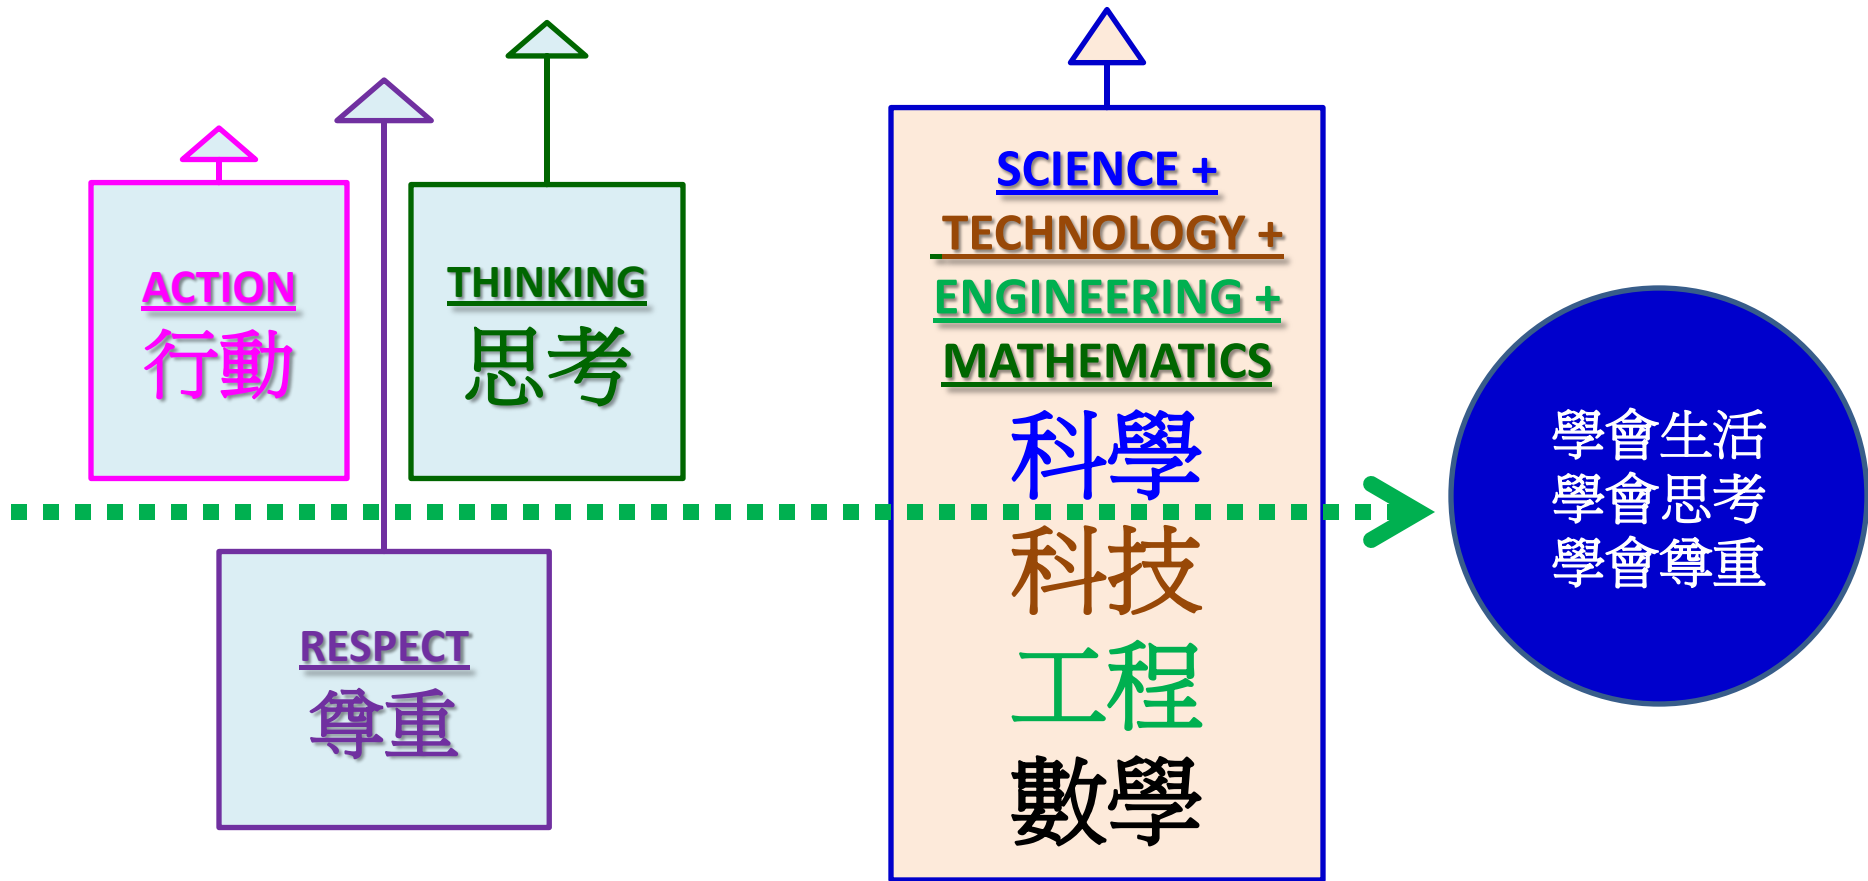 ACTION
行動
THINKING
思考
RESPECT
尊重
SCIENCE +
TECHNOLOGY +
ENGINEERING +
MATHEMATICS
科學
科技
工程
數學
學會生活
學會思考
學會尊重